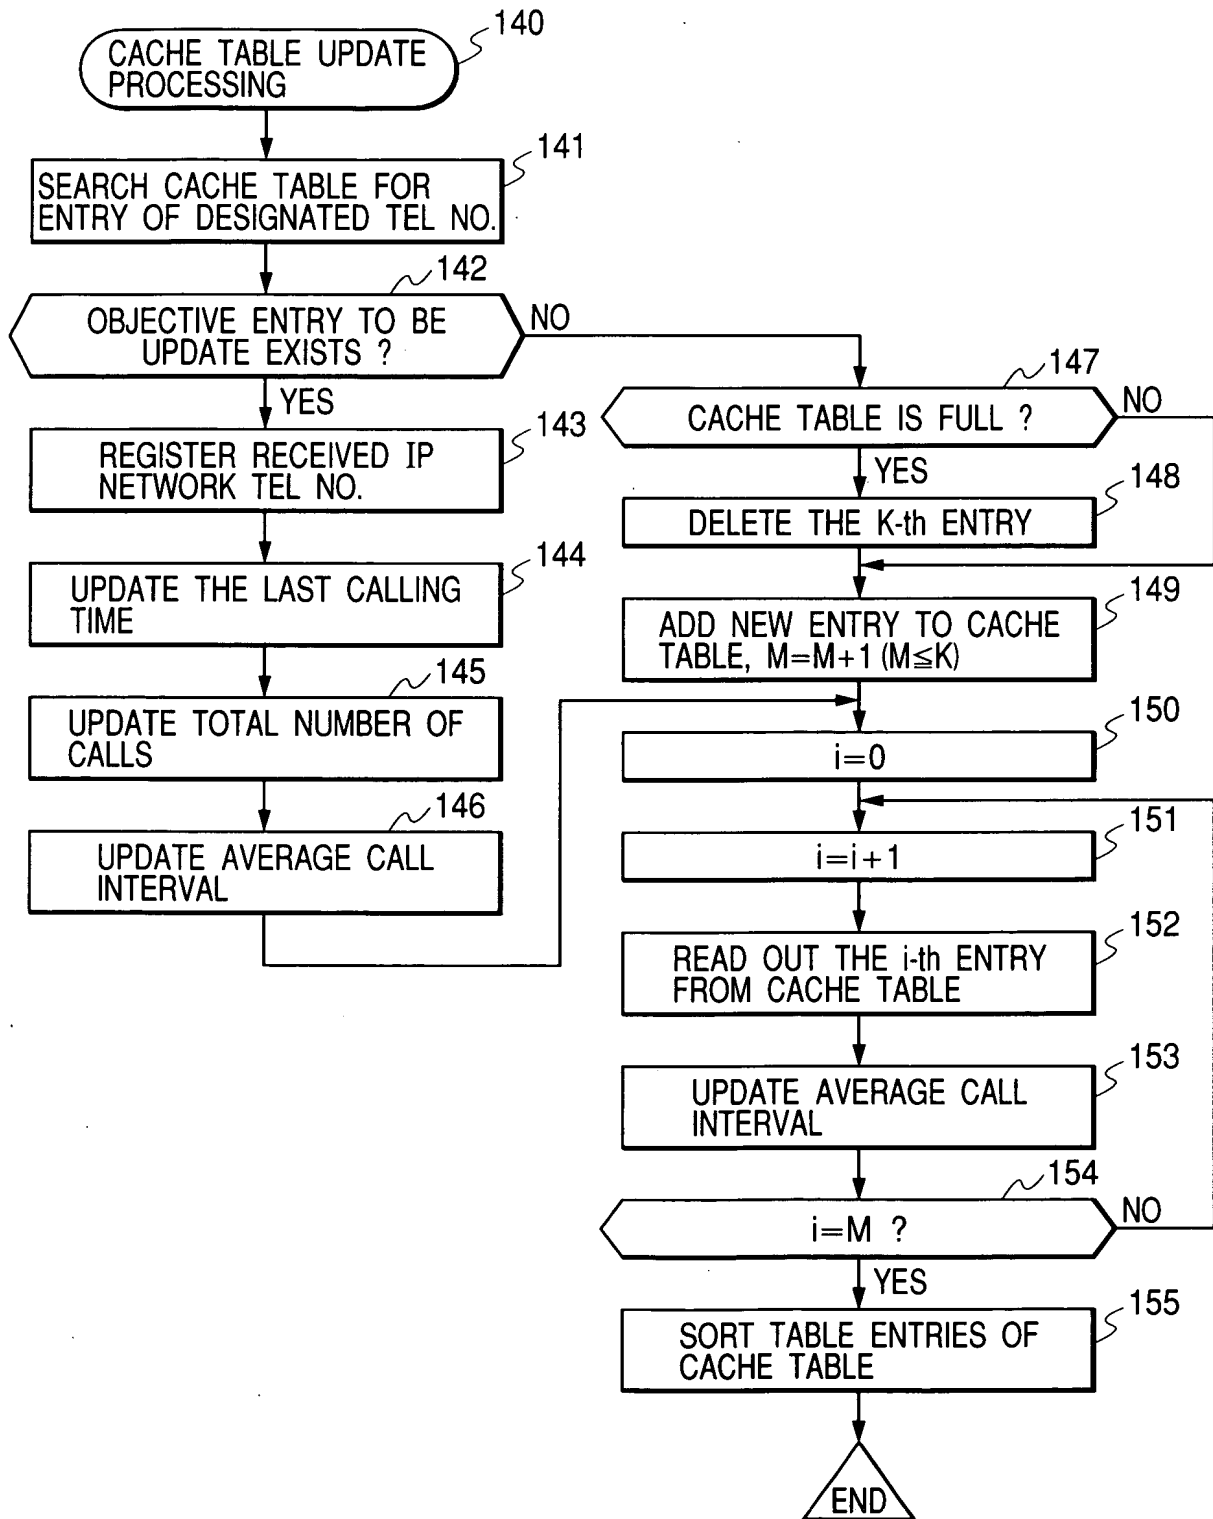 140
CACHE TABLE UPDATE
PROCESSING
141
SEARCH CACHE TABLE FOR
ENTRY OF DESIGNATED TEL NO.
142
OBJECTIVE ENTRY TO BE
UPDATE EXISTS ?
NO
YES
143
REGISTER RECEIVED IP
NETWORK TEL NO.
144
UPDATE THE LAST CALLING
TIME
145
UPDATE TOTAL NUMBER OF
CALLS
146
UPDATE AVERAGE CALL
INTERVAL
147
CACHE TABLE IS FULL ?
NO
YES
148
DELETE THE K-th ENTRY
149
ADD NEW ENTRY TO CACHE
TABLE, M=M+1 (M≦K)
150
i=0
151
i=i+1
152
READ OUT THE i-th ENTRY
FROM CACHE TABLE
153
UPDATE AVERAGE CALL
INTERVAL
154
i=M ?
NO
YES
155
SORT TABLE ENTRIES OF
CACHE TABLE
END